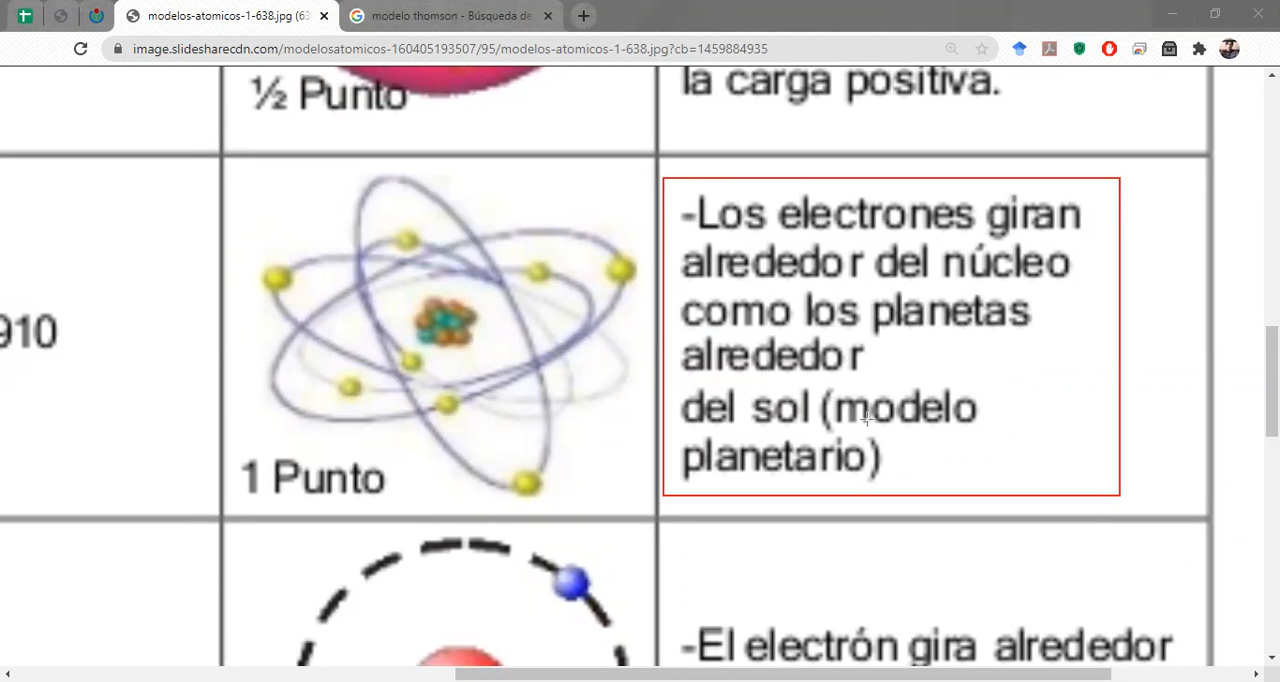 modelos-atomicos-1-638.jpg (63
modelo thomson - Búsqueda de
image.slidesharecdn.com/modelosatomicos-160405193507/95/modelos-atomicos-1-638.jpg?cb=1459884935
½ Punto
la carga positiva.
910
1 Punto
-Los electrones giran
alrededor del núcleo
como los planetas
alrededor
del sol (modelo
planetario)
-El electrón gira alrededor